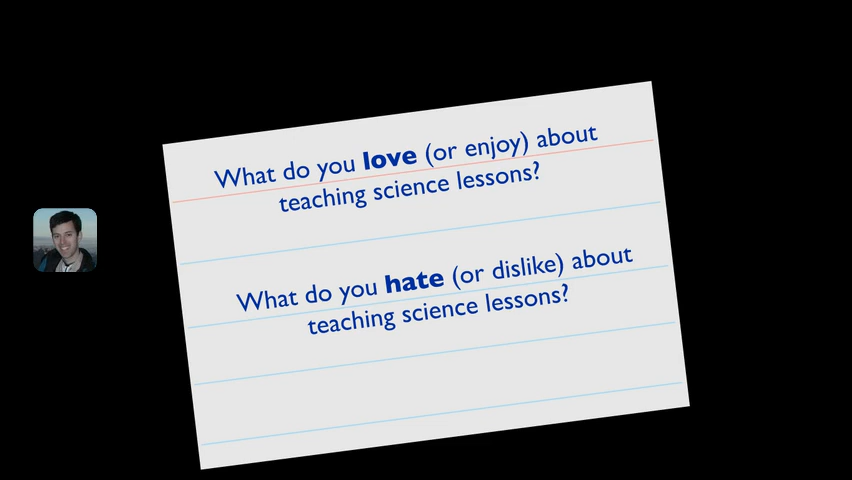 What do you love (or enjoy) about
teaching science lessons?
What do you hate (or dislike) about
teaching science lessons?